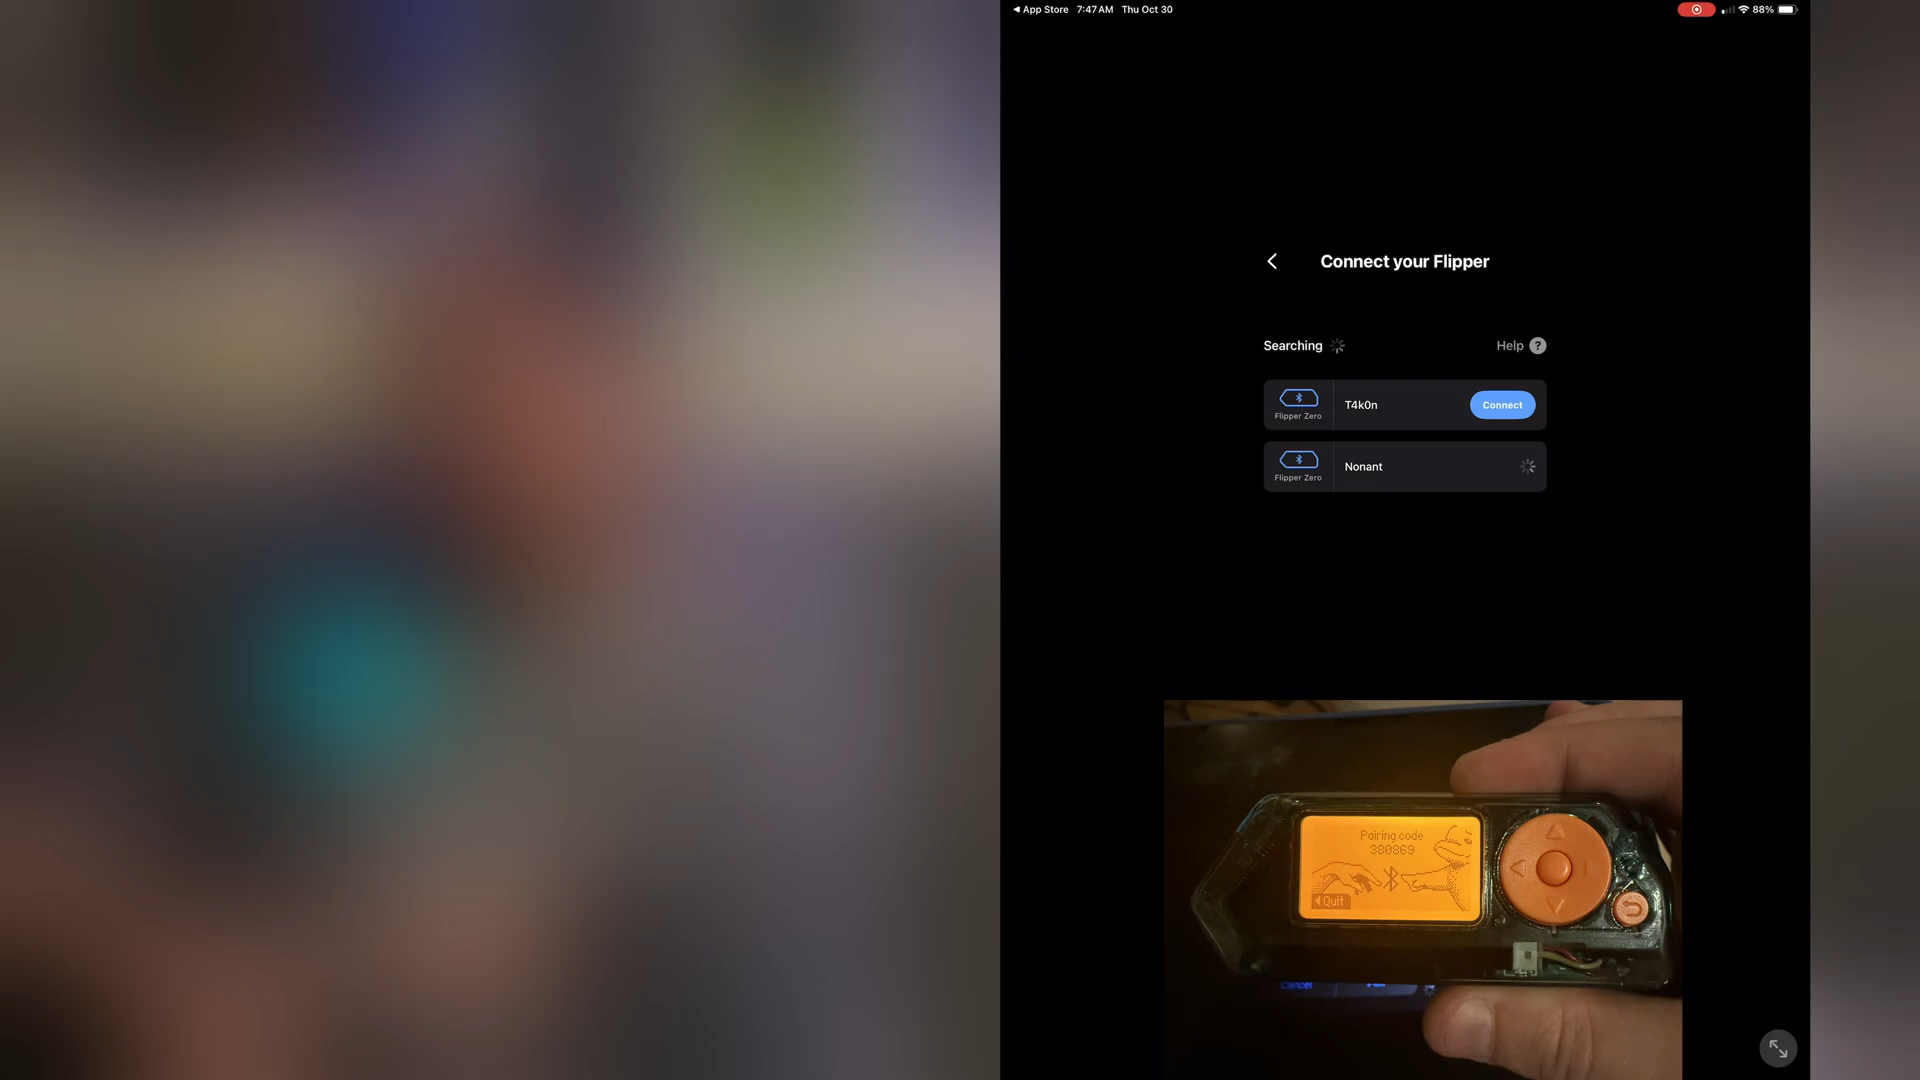 ◀ App Store 7:47 AM Thu Oct 30
88%
Connect your Flipper
Searching
Help ?
T4k0n
Connect
Flipper Zero
Nonant
Flipper Zero
Pairing code
380869
Quit
Cancel